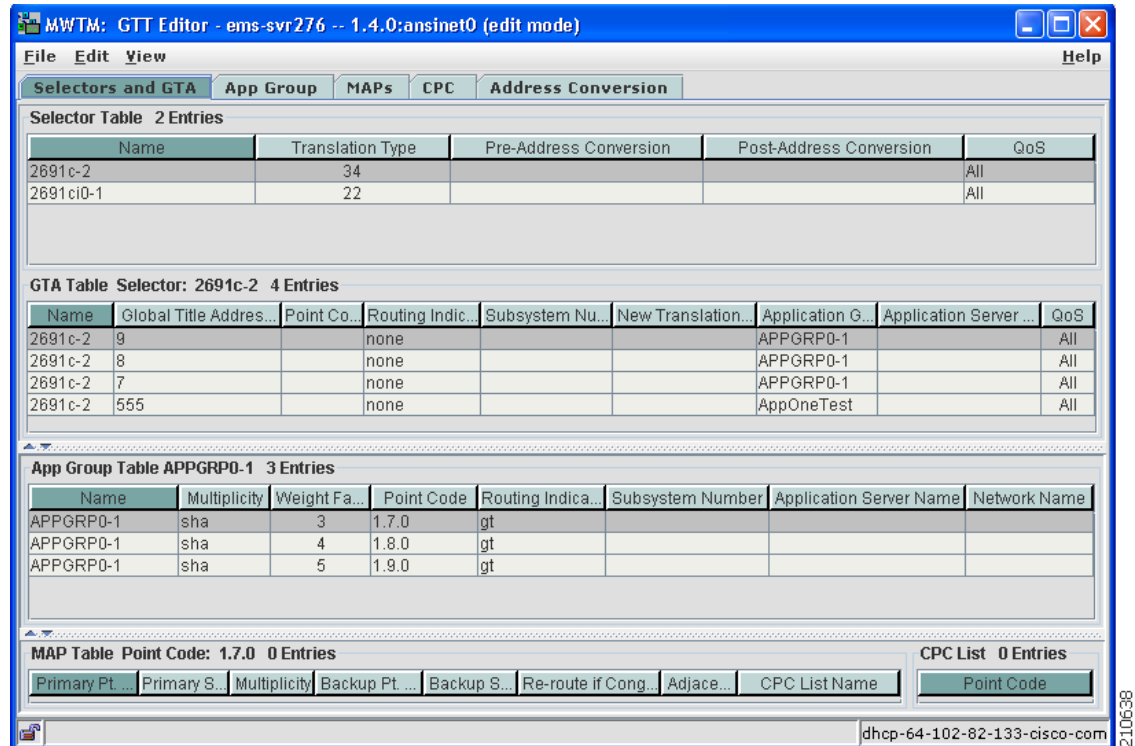 MWTM: GTT Editor - ems-svr276 -- 1.4.0:ansinet0 (edit mode)
File Edit View Help
Selectors and GTA App Group MAPs CPC Address Conversion
Selector Table 2 Entries
Name Translation Type Pre-Address Conversion Post-Address Conversion QoS
2691c-2 34 All
2691ci0-1 22 All
GTA Table Selector: 2691c-2 4 Entries
Name Global Title Addres... Point Co... Routing Indic... Subsystem Nu... New Translation... Application G... Application Server ... QoS
2691c-2 9 none APPGRP0-1 All
2691c-2 8 none APPGRP0-1 All
2691c-2 7 none APPGRP0-1 All
2691c-2 555 none AppOneTest All
App Group Table APPGRP0-1 3 Entries
Name Multiplicity Weight Fa... Point Code Routing Indica... Subsystem Number Application Server Name Network Name
APPGRP0-1 sha 3 1.7.0 gt
APPGRP0-1 sha 4 1.8.0 gt
APPGRP0-1 sha 5 1.9.0 gt
MAP Table Point Code: 1.7.0 0 Entries CPC List 0 Entries
Primary Pt. ... Primary S... Multiplicity Backup Pt. ... Backup S... Re-route if Cong... Adjace... CPC List Name Point Code
dhcp-64-102-82-133-cisco-com
210638